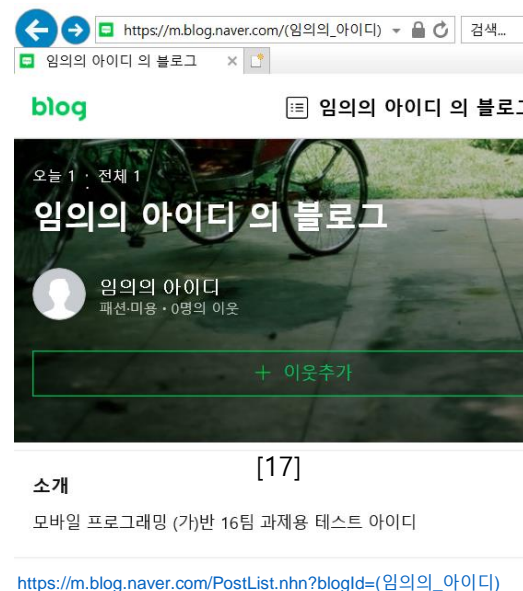 https://m.blog.naver.com/(임의의_아이디)
검색...
임의의 아이디 의 블로그
blog
임의의 아이디 의 블로그
오늘 1 · 전체 1
임의의 아이디 의 블로그
임의의 아이디
패션·미용 · 0명의 이웃
+ 이웃추가
[17]
소개
모바일 프로그래밍 (가)반 16팀 과제용 테스트 아이디
https://m.blog.naver.com/PostList.nhn?blogId=(임의의_아이디)